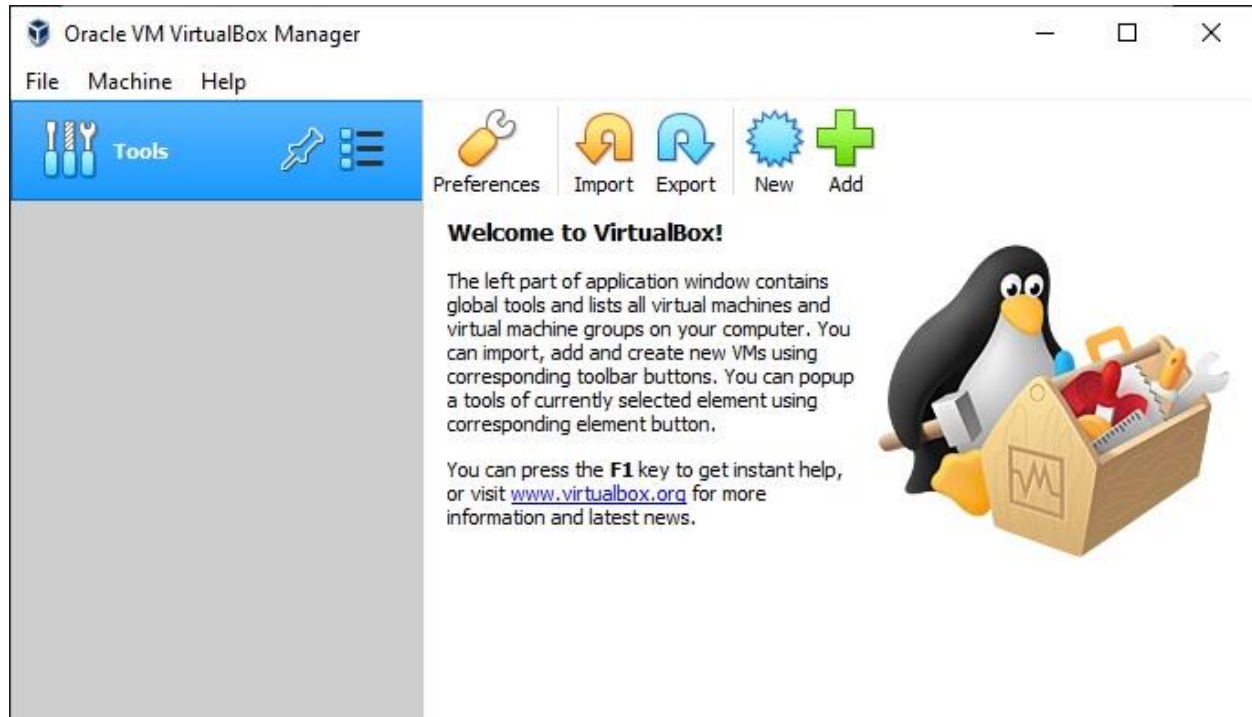 Oracle VM VirtualBox Manager
File Machine Help
Tools
Preferences Import Export New Add
Welcome to VirtualBox!
The left part of application window contains
global tools and lists all virtual machines and
virtual machine groups on your computer. You
can import, add and create new VMs using
corresponding toolbar buttons. You can popup
a tools of currently selected element using
corresponding element button.
You can press the F1 key to get instant help,
or visit www.virtualbox.org for more
information and latest news.